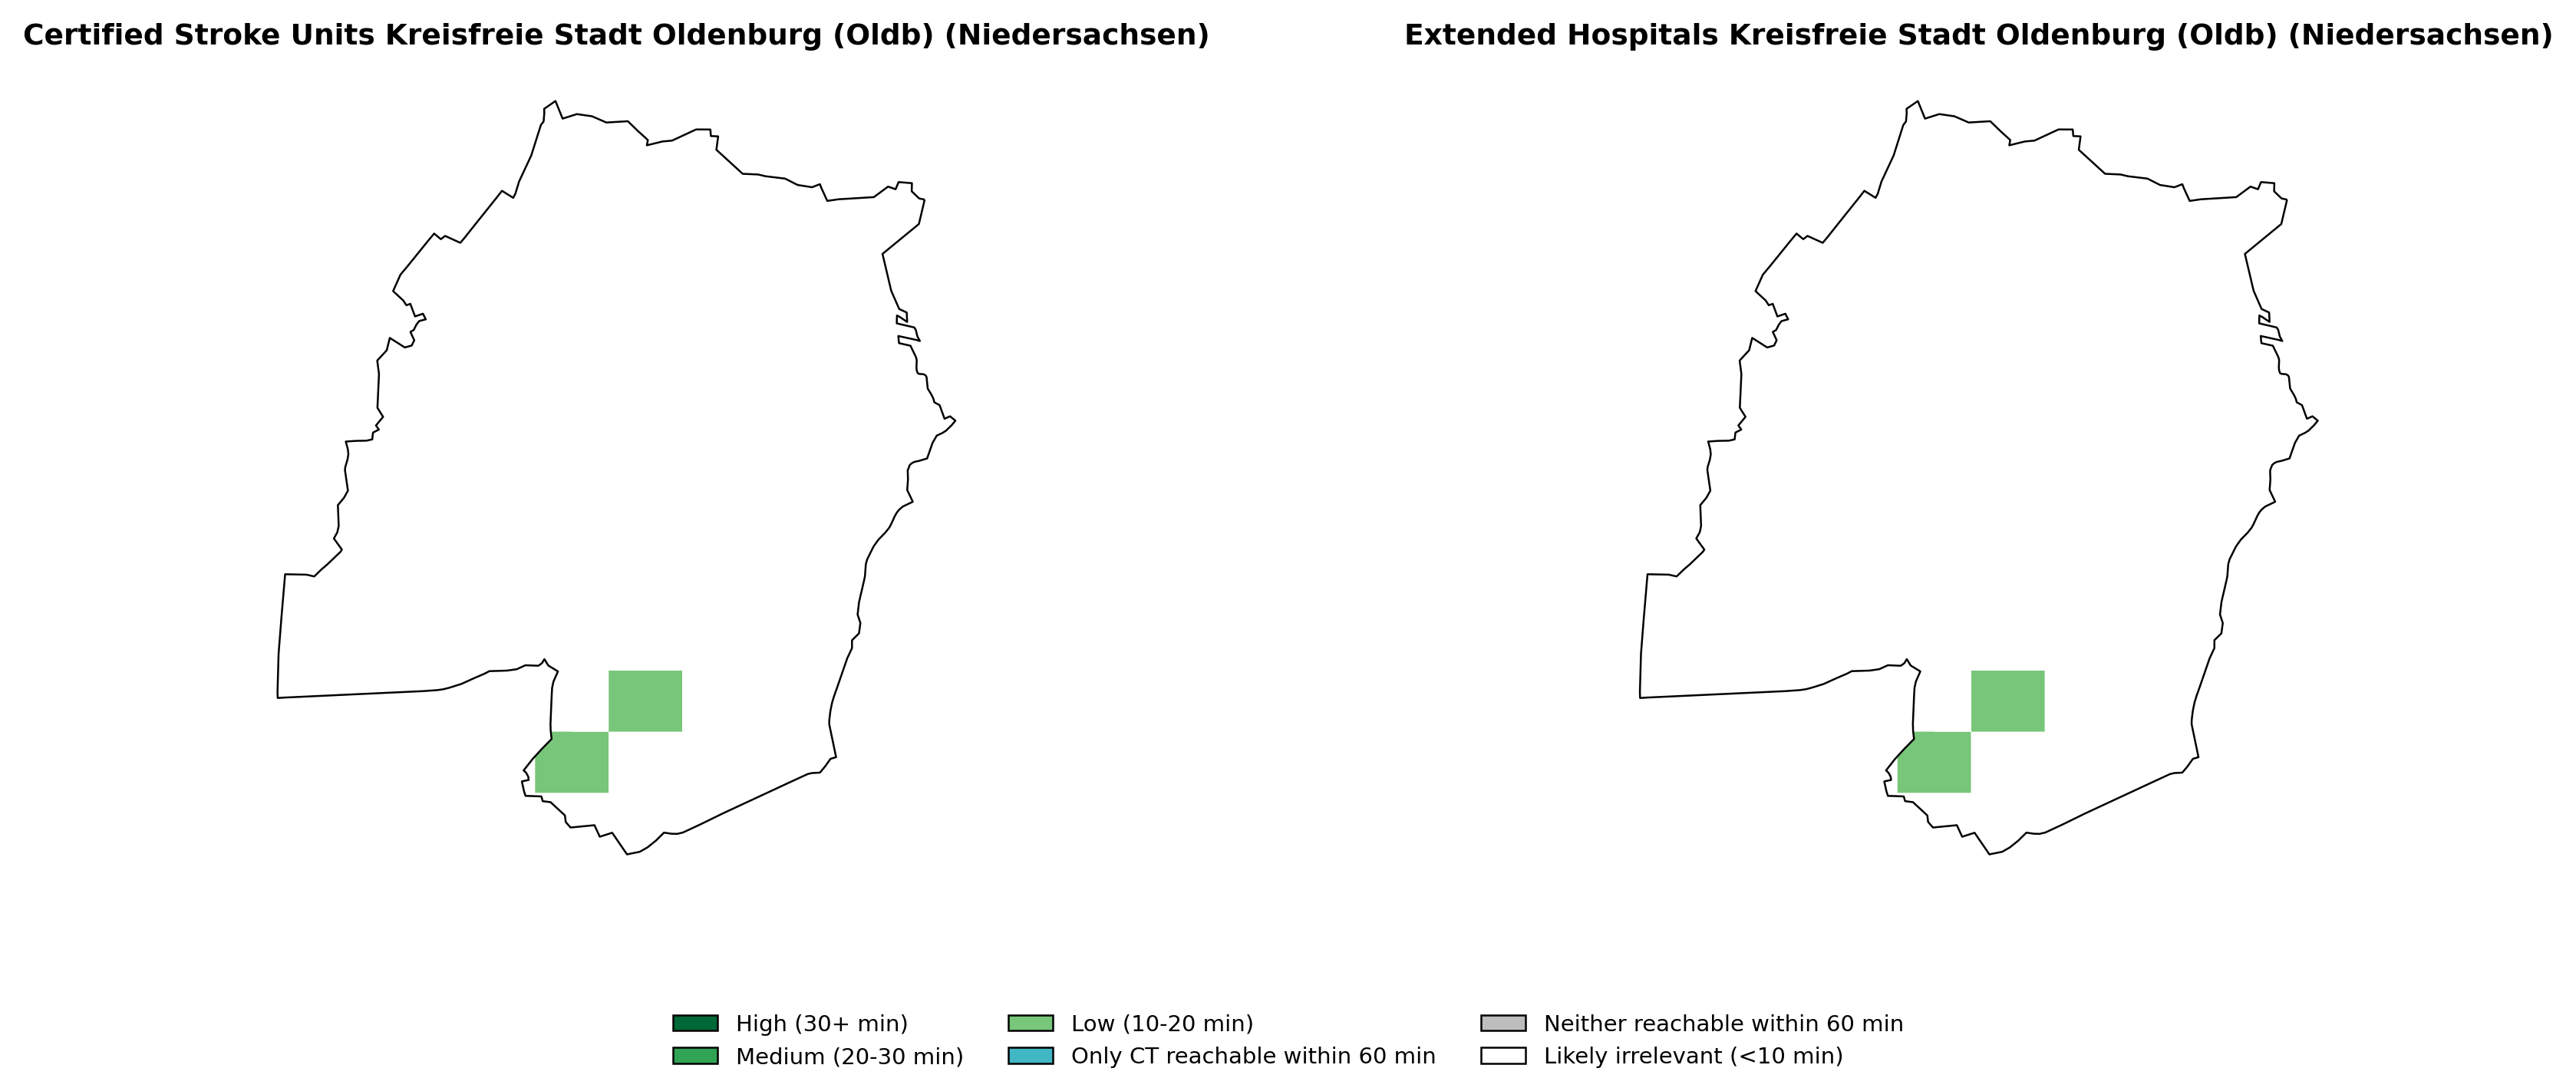 Certified Stroke Units Kreisfreie Stadt Oldenburg (Oldb) (Niedersachsen)
Extended Hospitals Kreisfreie Stadt Oldenburg (Oldb) (Niedersachsen)
High (30+ min)
Medium (20-30 min)
Low (10-20 min)
Only CT reachable within 60 min
Neither reachable within 60 min
Likely irrelevant (<10 min)